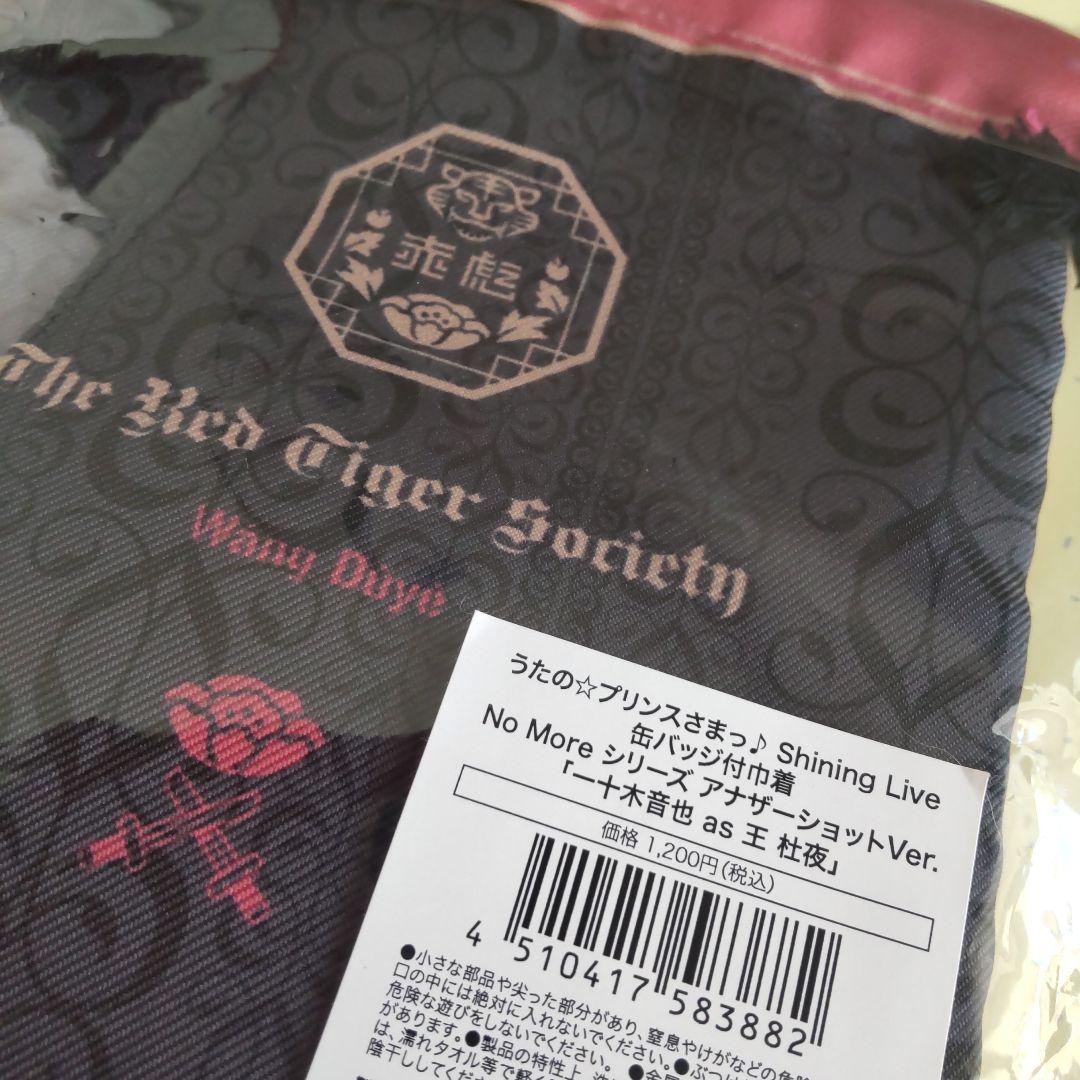 赤 彪
The Red Tiger Society
Wang Dùyè
うたの☆プリンスさまっ♪ Shining Live
缶バッジ付巾着
No More シリーズ アナザーショットVer.
「一十木音也 as 王 杜夜」
価格 1,200円(税込)
4 510417 583882
●小さな部品や尖った部分があり、窒息やけがなどの危険
口の中には絶対に入れないでください。●ぶつけ
危険な遊びをしないでください。
があります。●製品の特性上、洗
は、濡れタオル等で軽く
陰干ししてくださ